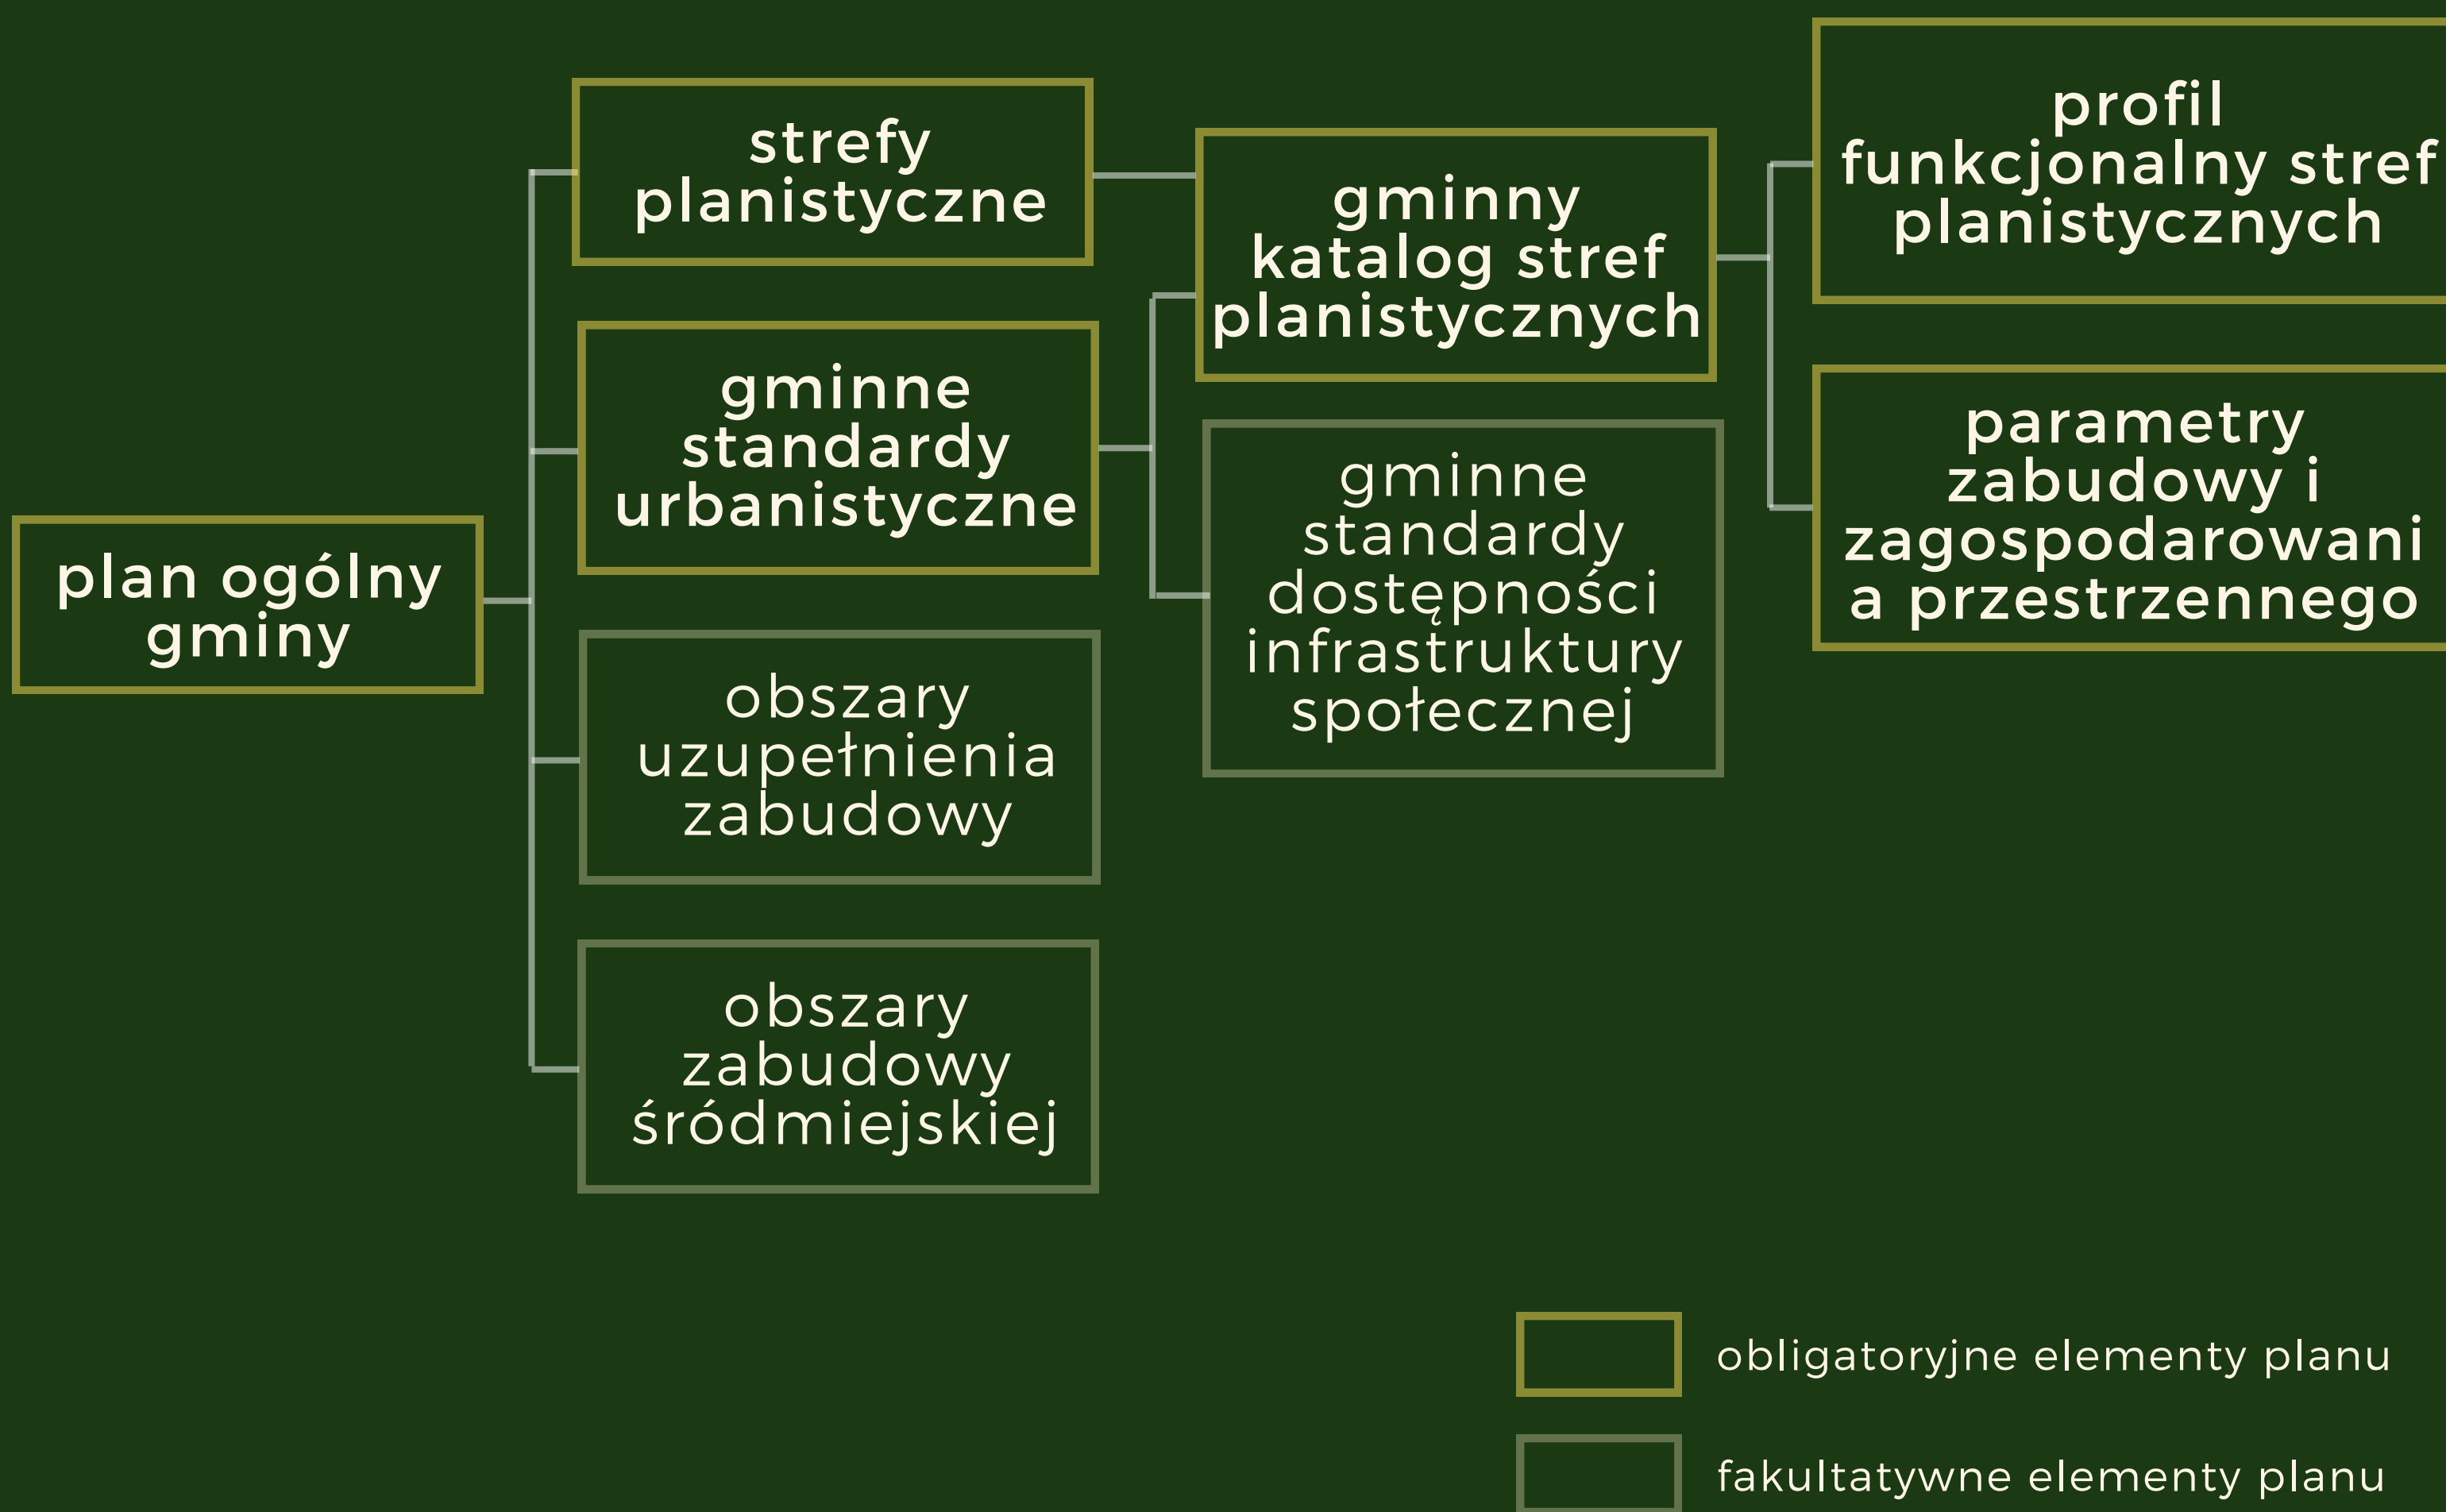 plan ogólny
gminy
strefy
planistyczne
gminne
standardy
urbanistyczne
obszary
uzupełnienia
zabudowy
obszary
zabudowy
śródmiejskiej
gminny
katalog stref
planistycznych
gminne
standardy
dostępności
infrastruktury
społecznej
profil
funkcjonalny stref
planistycznych
parametry
zabudowy i
zagospodarowani
a przestrzennego
obligatoryjne elementy planu
fakultatywne elementy planu